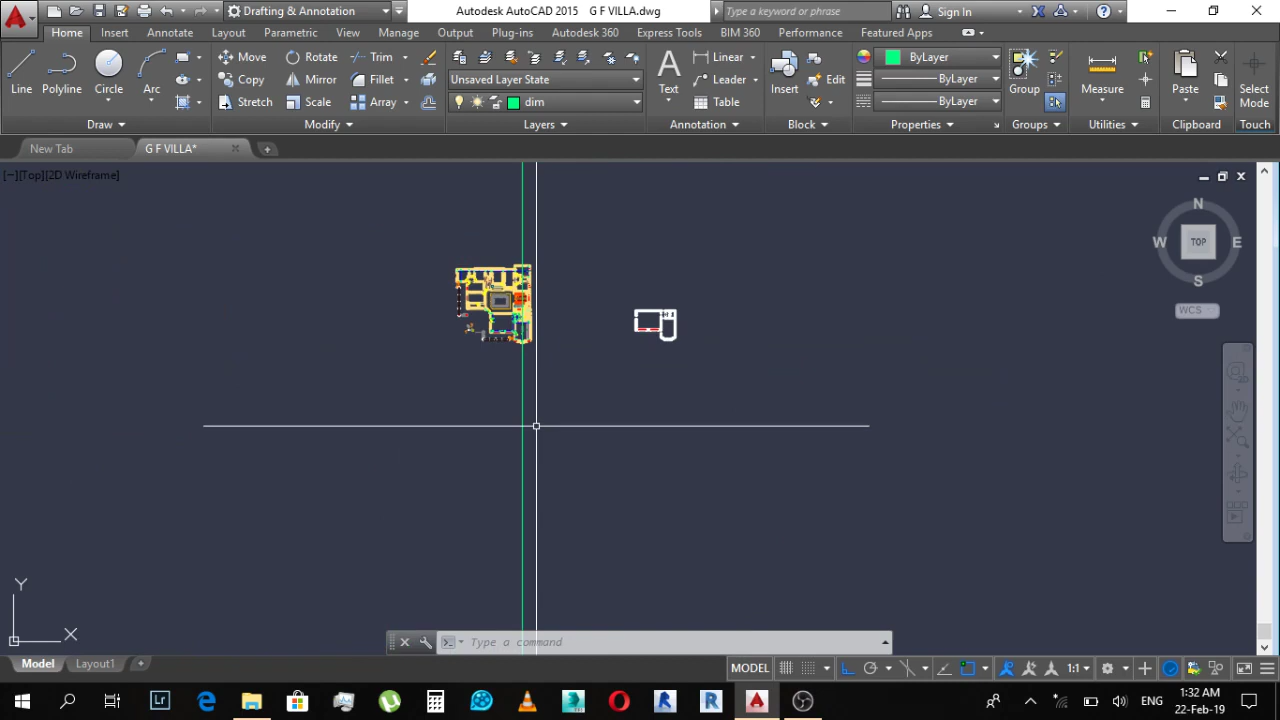 Drafting & Annotation
Autodesk AutoCAD 2015 G F VILLA.dwg
Type a keyword or phrase
Sign In
Home Insert Annotate Layout Parametric View Manage Output Plug-ins Autodesk 360 Express Tools BIM 360 Performance Featured Apps
Line
Polyline
Circle
Arc
Move Rotate Trim
Copy Mirror Fillet
Stretch Scale Array
Unsaved Layer State
dim
Text
Linear
Leader
Table
Insert
Edit
ByLayer
ByLayer
ByLayer
Group
Measure
Paste
Select
Mode
Draw Modify Layers Annotation Block Properties Groups Utilities Clipboard Touch
New Tab G F VILLA*
[−][Top][2D Wireframe]
N
W TOP E
S
WCS
Y
X
Type a command
Model Layout1
MODEL
1:1
Lr
ENG
1:32 AM
22-Feb-19